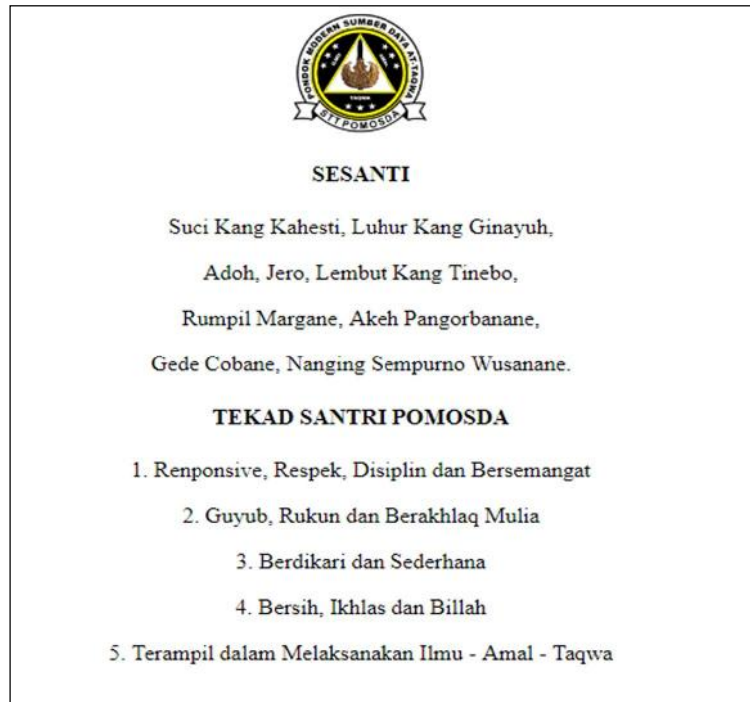 PONDOK MODERN SUMBER DAYA AT-TAQWA
TAQWA
STT POMOSDA
SESANTI
Suci Kang Kahesti, Luhur Kang Ginayuh,
Adoh, Jero, Lembut Kang Tinebo,
Rumpil Margane, Akeh Pangorbanane,
Gede Cobane, Nanging Sempurno Wusanane.
TEKAD SANTRI POMOSDA
1. Renponsive, Respek, Disiplin dan Bersemangat
2. Guyub, Rukun dan Berakhlaq Mulia
3. Berdikari dan Sederhana
4. Bersih, Ikhlas dan Billah
5. Terampil dalam Melaksanakan Ilmu - Amal - Taqwa